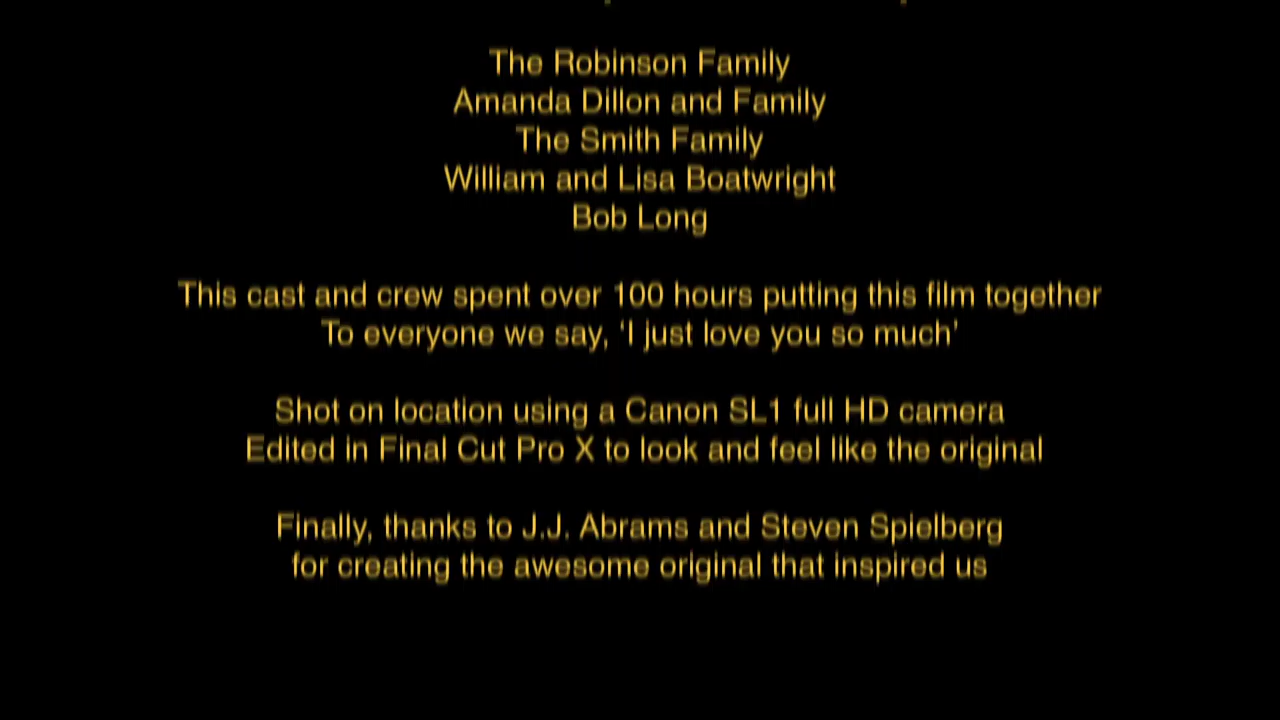 The Robinson Family
Amanda Dillon and Family
The Smith Family
William and Lisa Boatwright
Bob Long
This cast and crew spent over 100 hours putting this film together
To everyone we say, ‘I just love you so much’
Shot on location using a Canon SL1 full HD camera
Edited in Final Cut Pro X to look and feel like the original
Finally, thanks to J.J. Abrams and Steven Spielberg
for creating the awesome original that inspired us